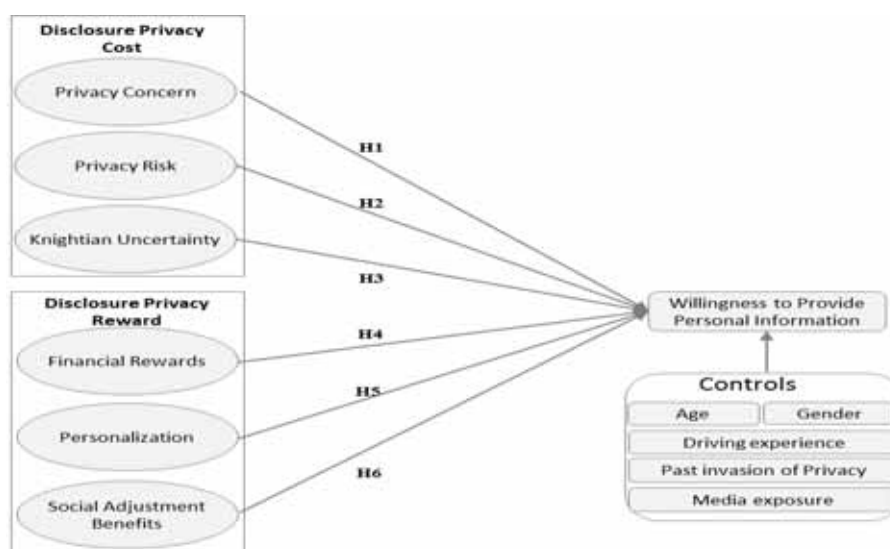 Disclosure Privacy
Cost
Privacy Concern
Privacy Risk
Knightian Uncertainty
H1
H2
H3
Disclosure Privacy
Reward
Financial Rewards
Personalization
Social Adjustment
Benefits
H4
H5
H6
Willingness to Provide
Personal Information
Controls
Age Gender
Driving experience
Past invasion of Privacy
Media exposure